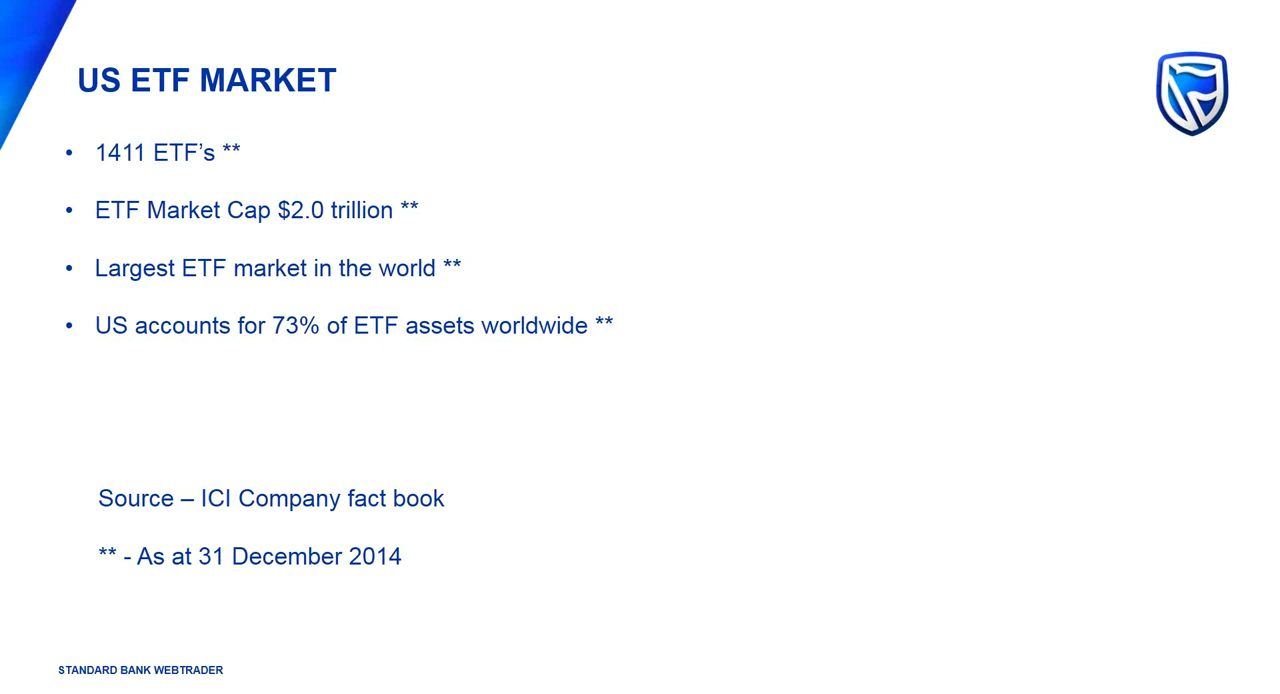 US ETF MARKET
• 1411 ETF’s **
• ETF Market Cap $2.0 trillion **
• Largest ETF market in the world **
• US accounts for 73% of ETF assets worldwide **
Source – ICI Company fact book
** - As at 31 December 2014
STANDARD BANK WEBTRADER